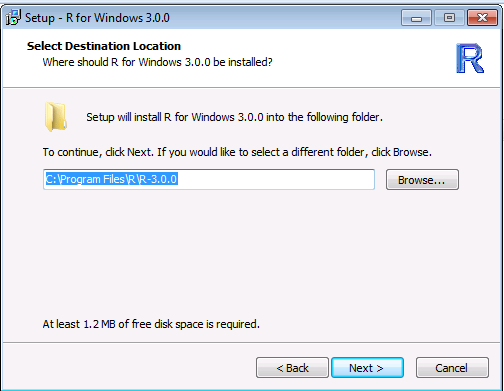 Setup - R for Windows 3.0.0
Select Destination Location
Where should R for Windows 3.0.0 be installed?
R
Setup will install R for Windows 3.0.0 into the following folder.
To continue, click Next. If you would like to select a different folder, click Browse.
C:\Program Files\R\R-3.0.0
Browse...
At least 1.2 MB of free disk space is required.
< Back
Next >
Cancel